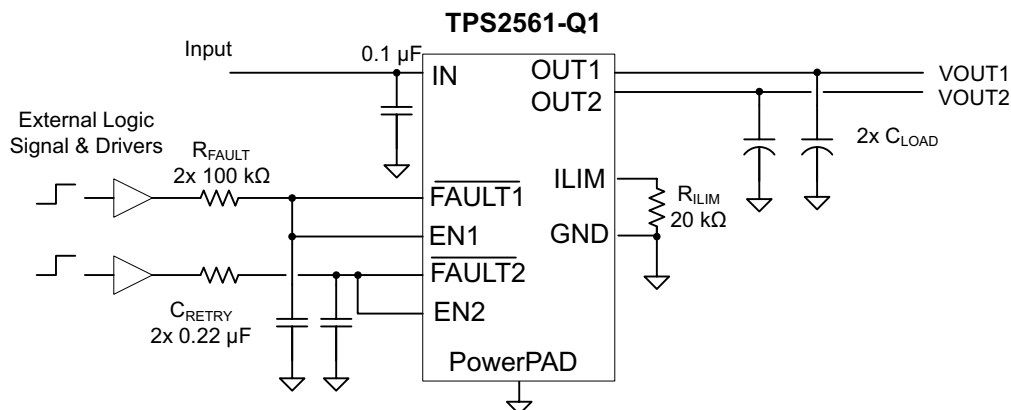 TPS2561-Q1
Input
0.1 µF
IN
OUT1
OUT2
VOUT1
VOUT2
External Logic
Signal & Drivers
2x CLOAD
RFAULT
2x 100 kΩ
ILIM
RILIM
20 kΩ
FAULT1
EN1
GND
FAULT2
EN2
CRETRY
2x 0.22 µF
PowerPAD